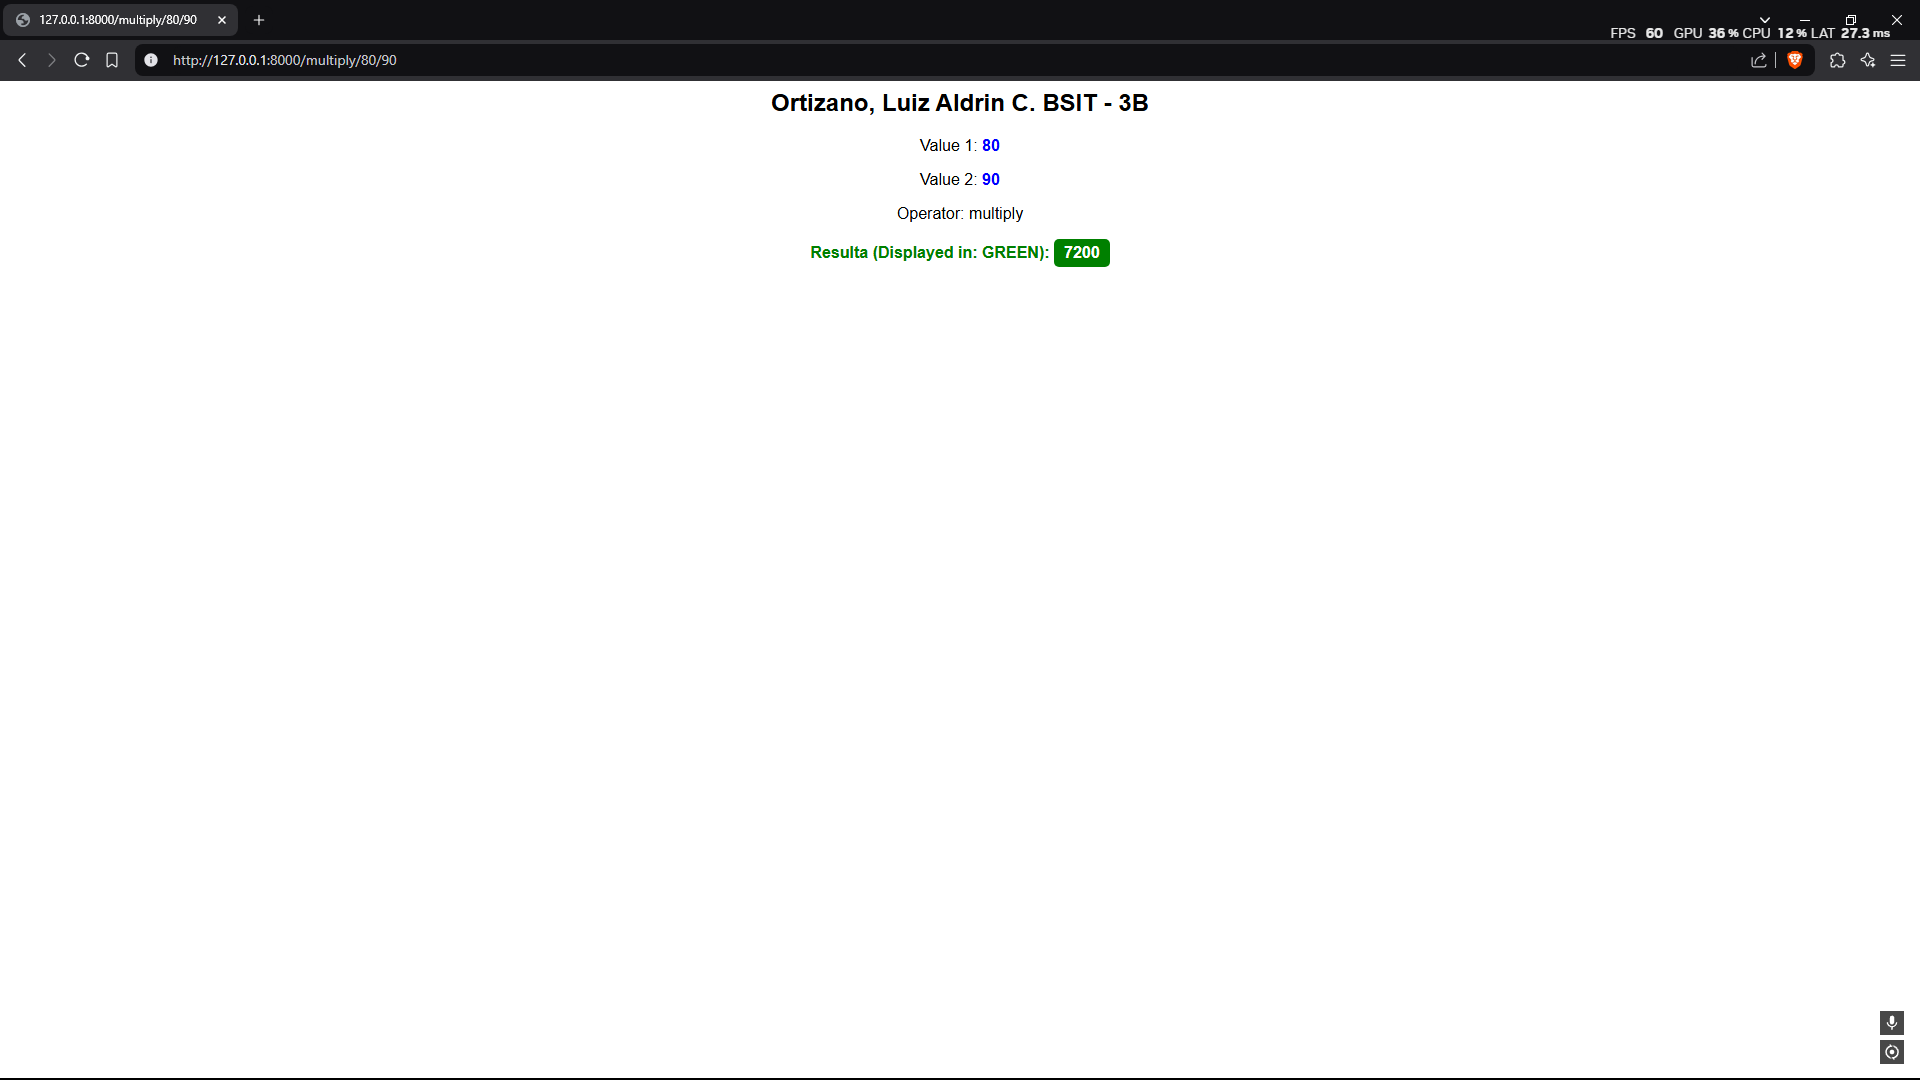 127.0.0.1:8000/multiply/80/90
FPS 60 GPU 36 % CPU 12 % LAT 27.3 ms
http://127.0.0.1:8000/multiply/80/90
Ortizano, Luiz Aldrin C. BSIT - 3B
Value 1: 80
Value 2: 90
Operator: multiply
Resulta (Displayed in: GREEN): 7200